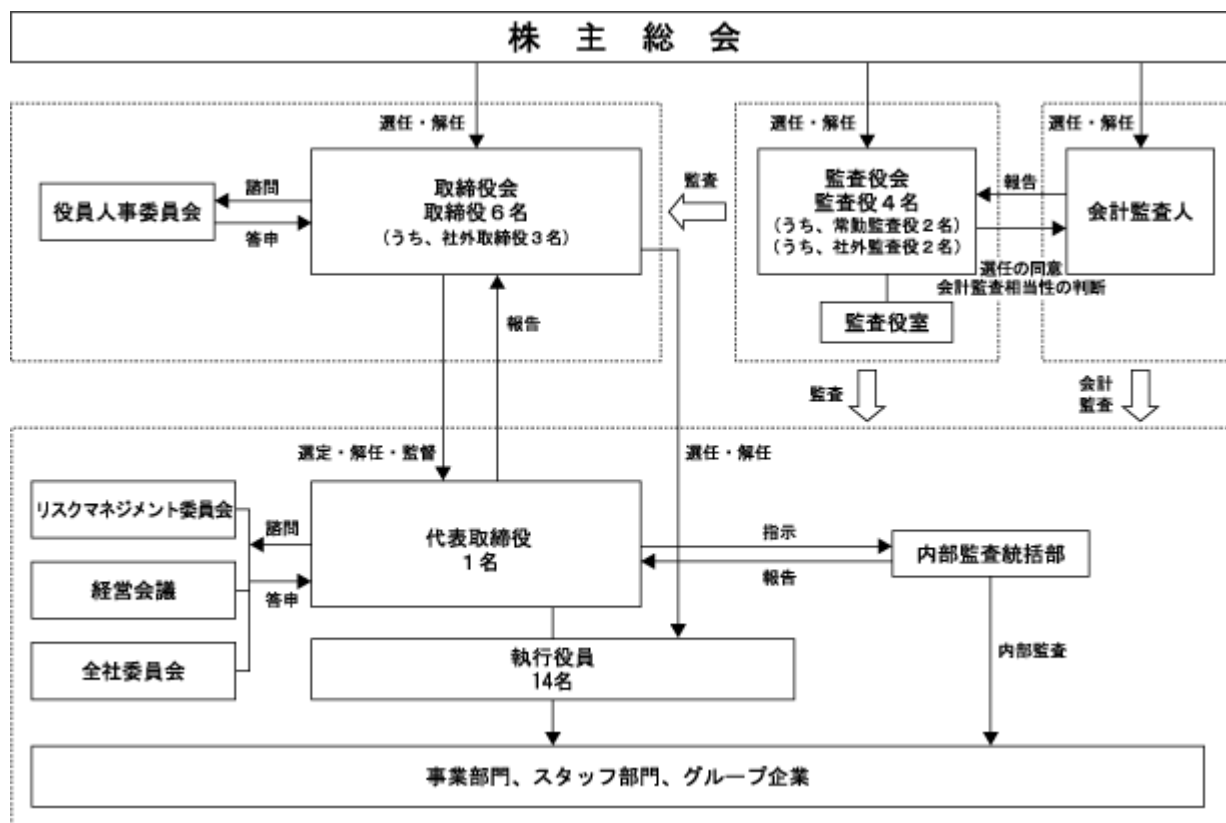 株　主　総　会
選任・解任
選任・解任
選任・解任
役員人事委員会
諮問
答申
取締役会
取締役6名
（うち、社外取締役3名）
監査
監査役会
監査役4名
（うち、常勤監査役2名）
（うち、社外監査役2名）
報告
会計監査人
選任の同意
会計監査相当性の判断
監査役室
報告
監査
会計
監査
選定・解任・監督
選任・解任
リスクマネジメント委員会
経営会議
全社委員会
諮問
答申
代表取締役
1名
指示
報告
内部監査統括部
執行役員
14名
内部監査
事業部門、スタッフ部門、グループ企業